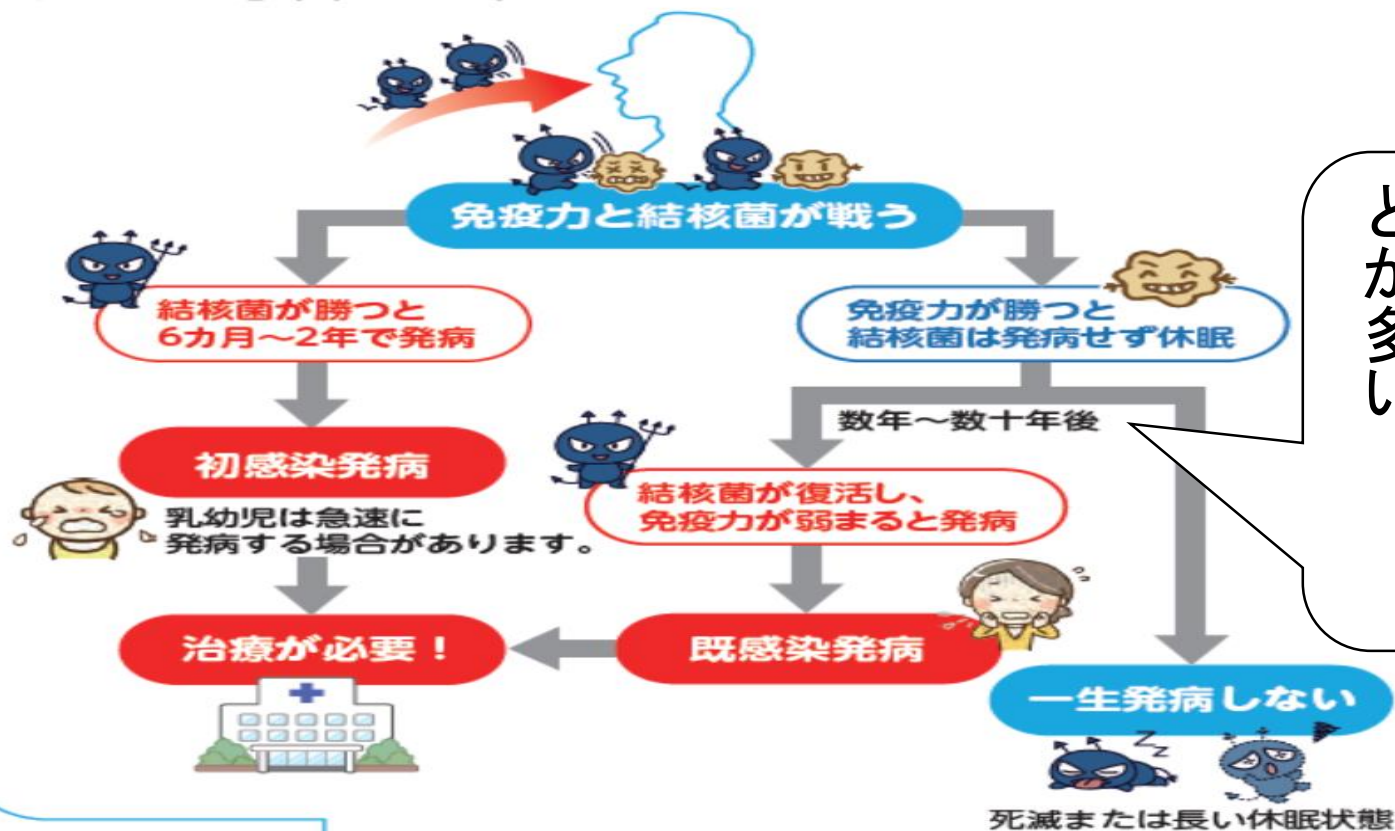 免疫力と結核菌が戦う
結核菌が勝つと
6カ月～2年で発病
免疫力が勝つと
結核菌は発病せず休眠
数年～数十年後
初感染発病
乳幼児は急速に
発病する場合があります。
結核菌が復活し、
免疫力が弱まると発病
治療が必要！
既感染発病
一生発病しない
Zz
死滅または長い休眠状態
が多い